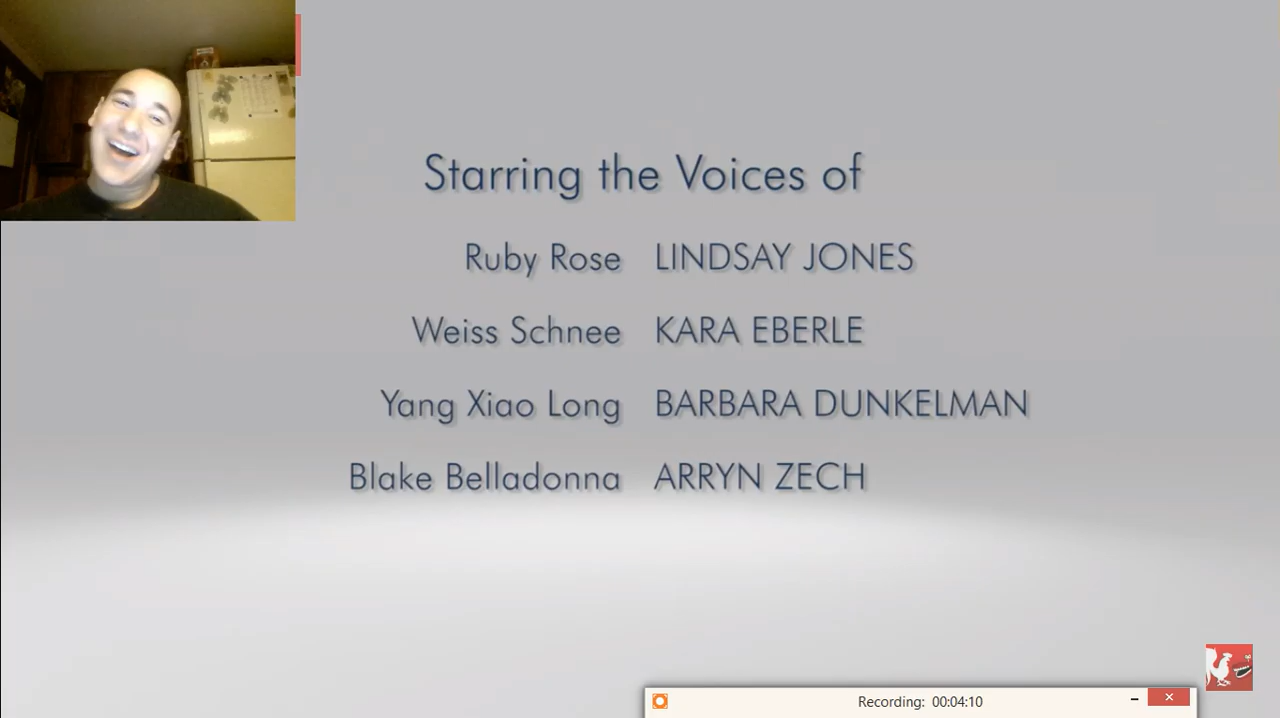 Starring the Voices of
Ruby Rose LINDSAY JONES
Weiss Schnee KARA EBERLE
Yang Xiao Long BARBARA DUNKELMAN
Blake Belladonna ARRYN ZECH
Recording: 00:04:10